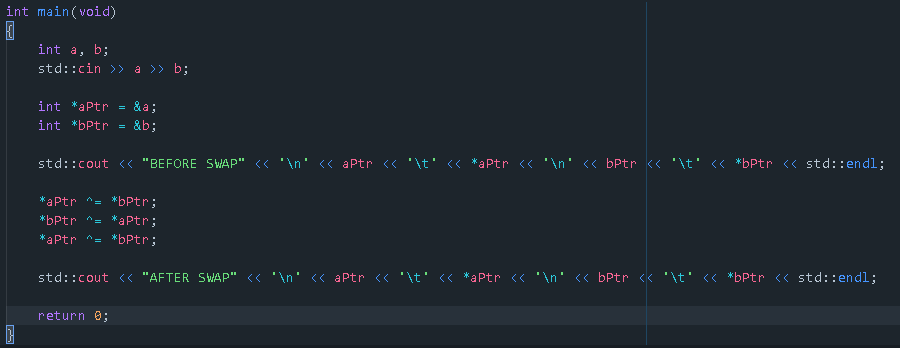 int main(void)
{
int a, b;
std::cin >> a >> b;
int *aPtr = &a;
int *bPtr = &b;
std::cout << "BEFORE SWAP" << '\n' << aPtr << '\t' << *aPtr << '\n' << bPtr << '\t' << *bPtr << std::endl;
*aPtr ^= *bPtr;
*bPtr ^= *aPtr;
*aPtr ^= *bPtr;
std::cout << "AFTER SWAP" << '\n' << aPtr << '\t' << *aPtr << '\n' << bPtr << '\t' << *bPtr << std::endl;
return 0;
}